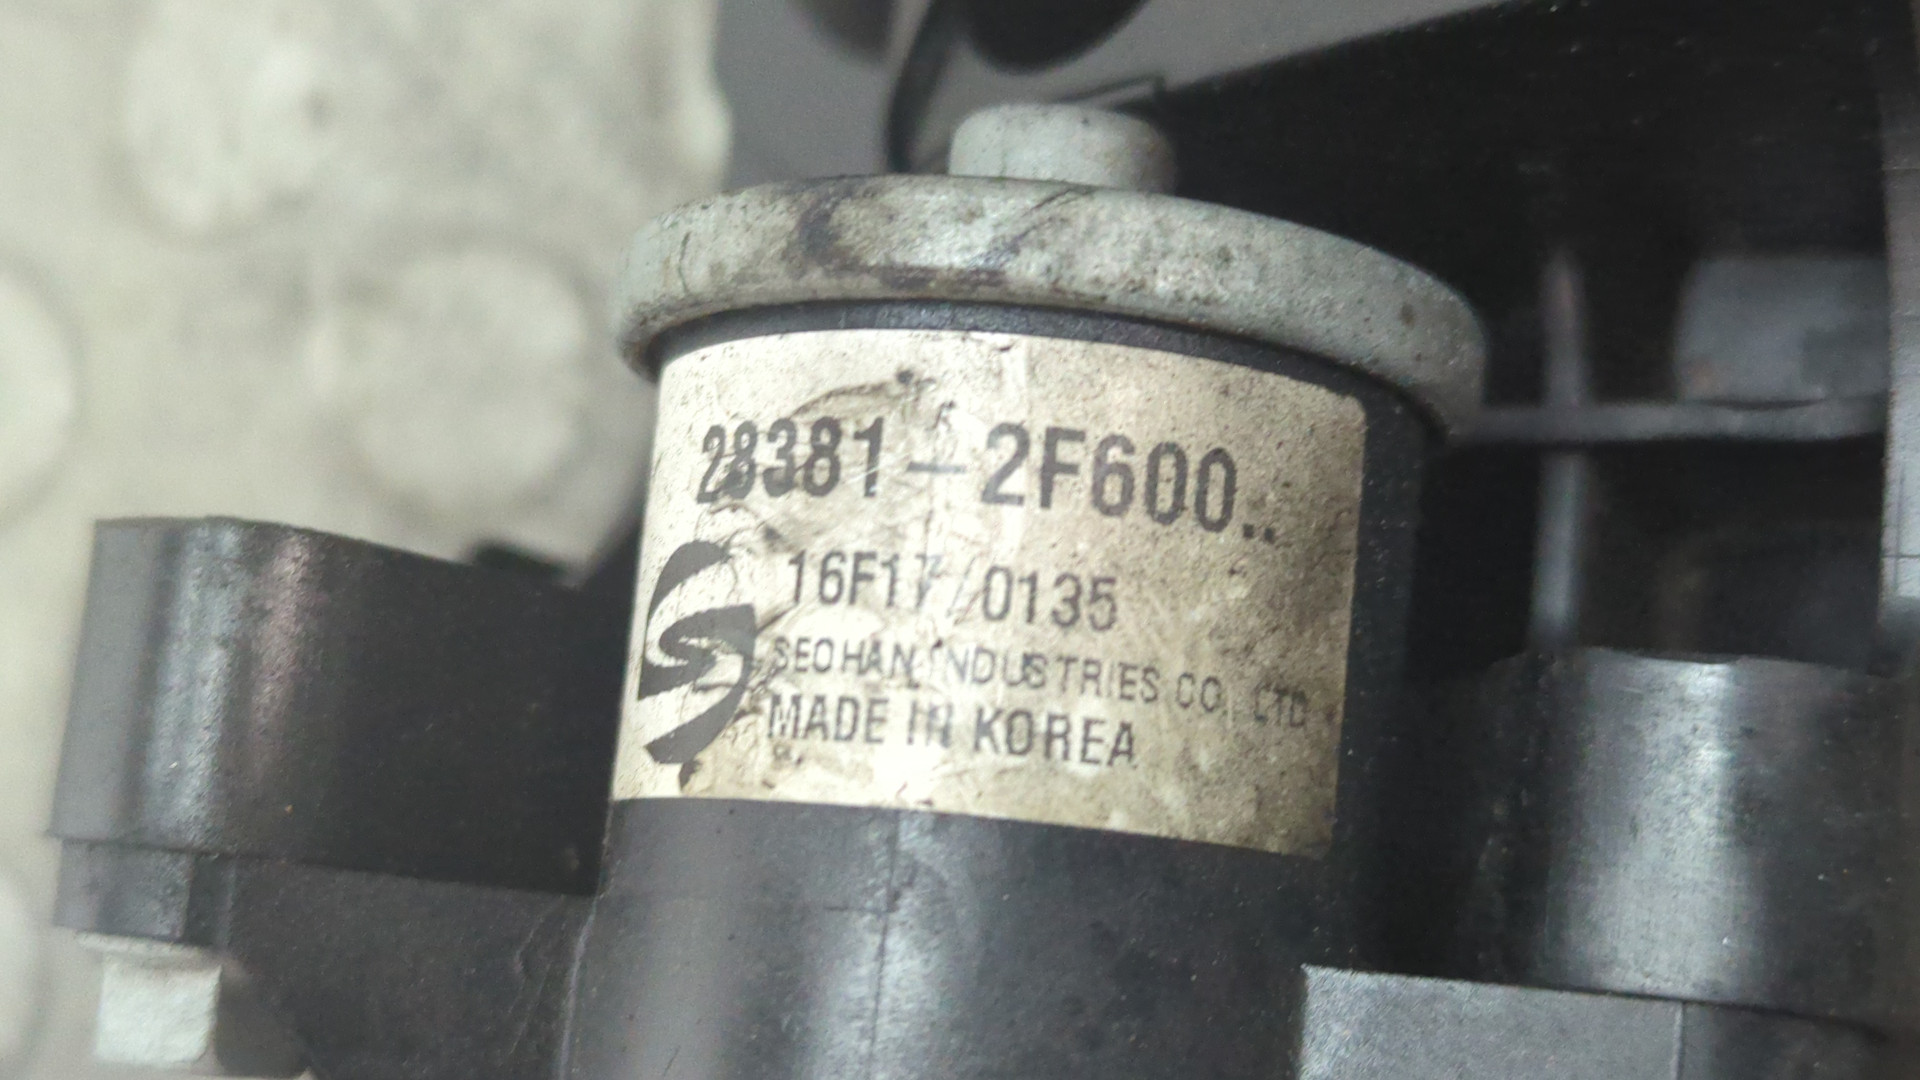 28381-2F600..
16F17/0135
SEOHAN INDUSTRIES CO. LTD
MADE IN KOREA